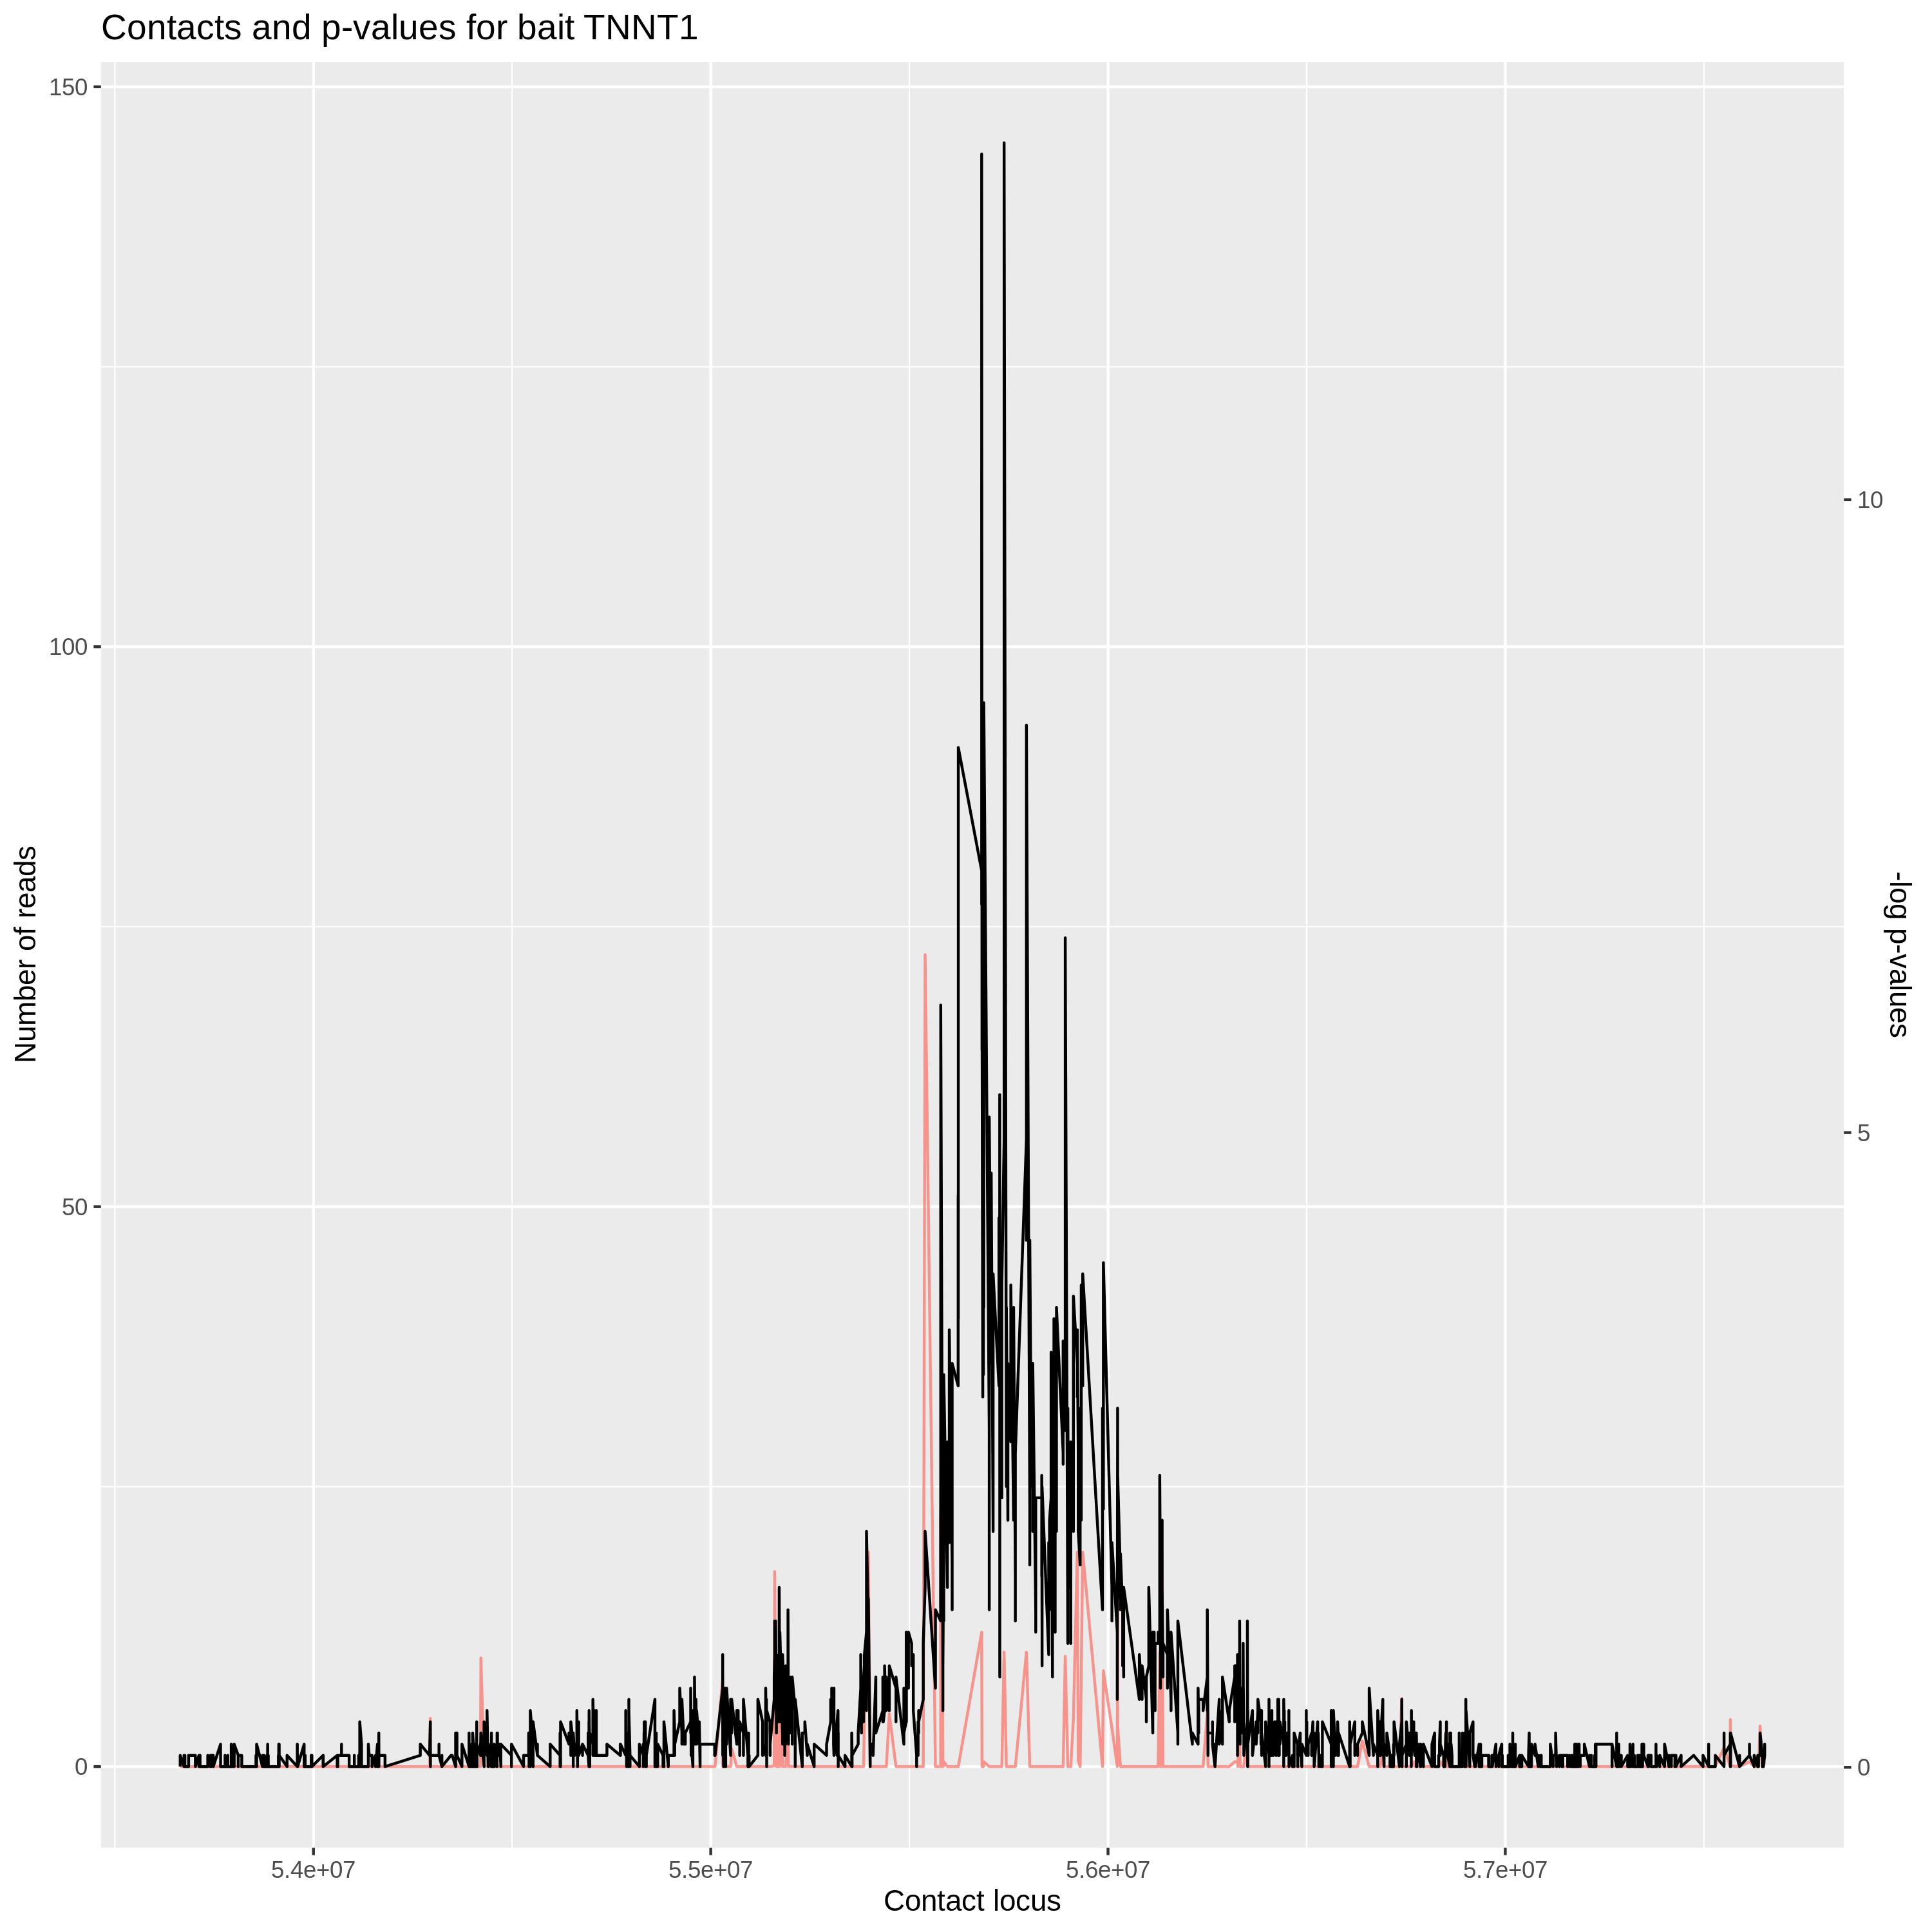 Contacts and p-values for bait TNNT1
150
100
50
0
Number of reads
10
5
0
-log p-values
5.4e+07
5.5e+07
5.6e+07
5.7e+07
Contact locus